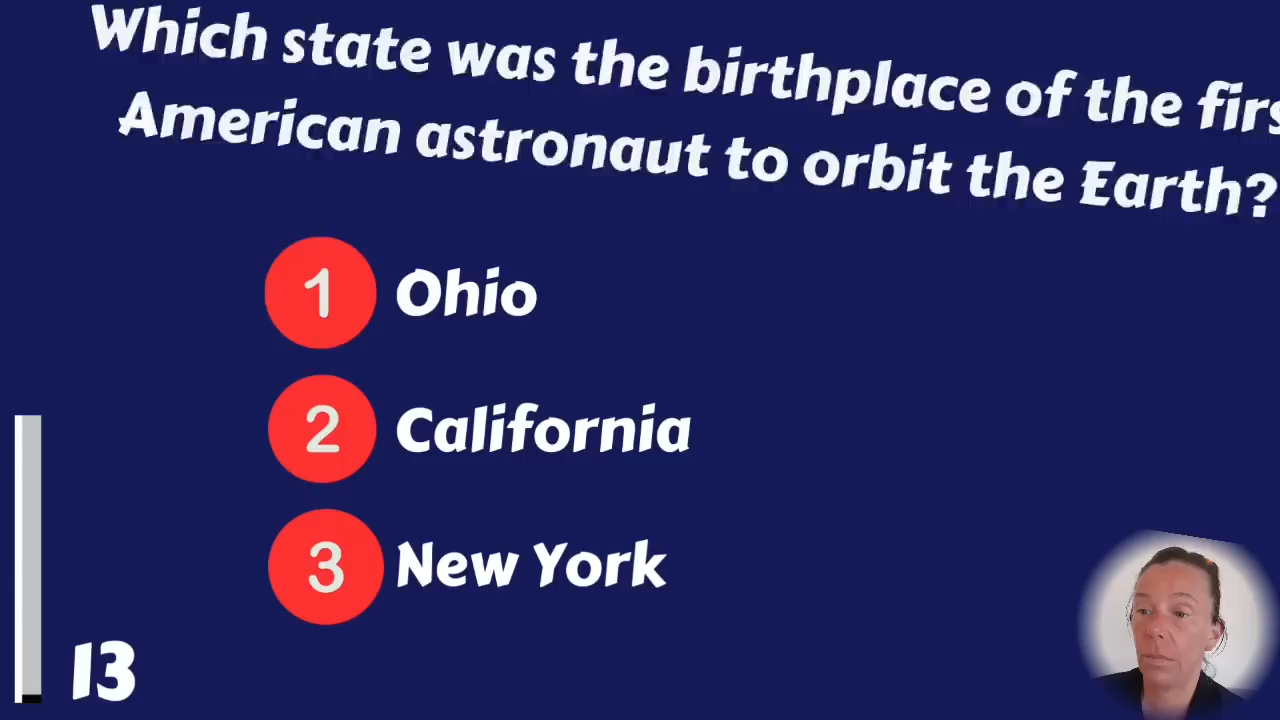 Which state was the birthplace of the firs
American astronaut to orbit the Earth?
1 Ohio
2 California
3 New York
13